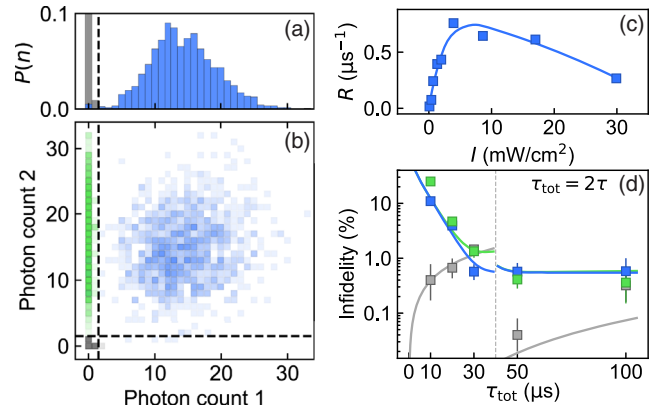 0.1
0.0
P(n)
(a)
30
20
10
0
Photon count 2
(b)
0 10 20 30
Photon count 1
0.5
0.0
R (μs⁻¹)
(c)
0 10 20 30
I (mW/cm²)
10
1.0
0.1
Infidelity (%)
τtot = 2τ
(d)
0 10 30 50 100
τtot (μs)